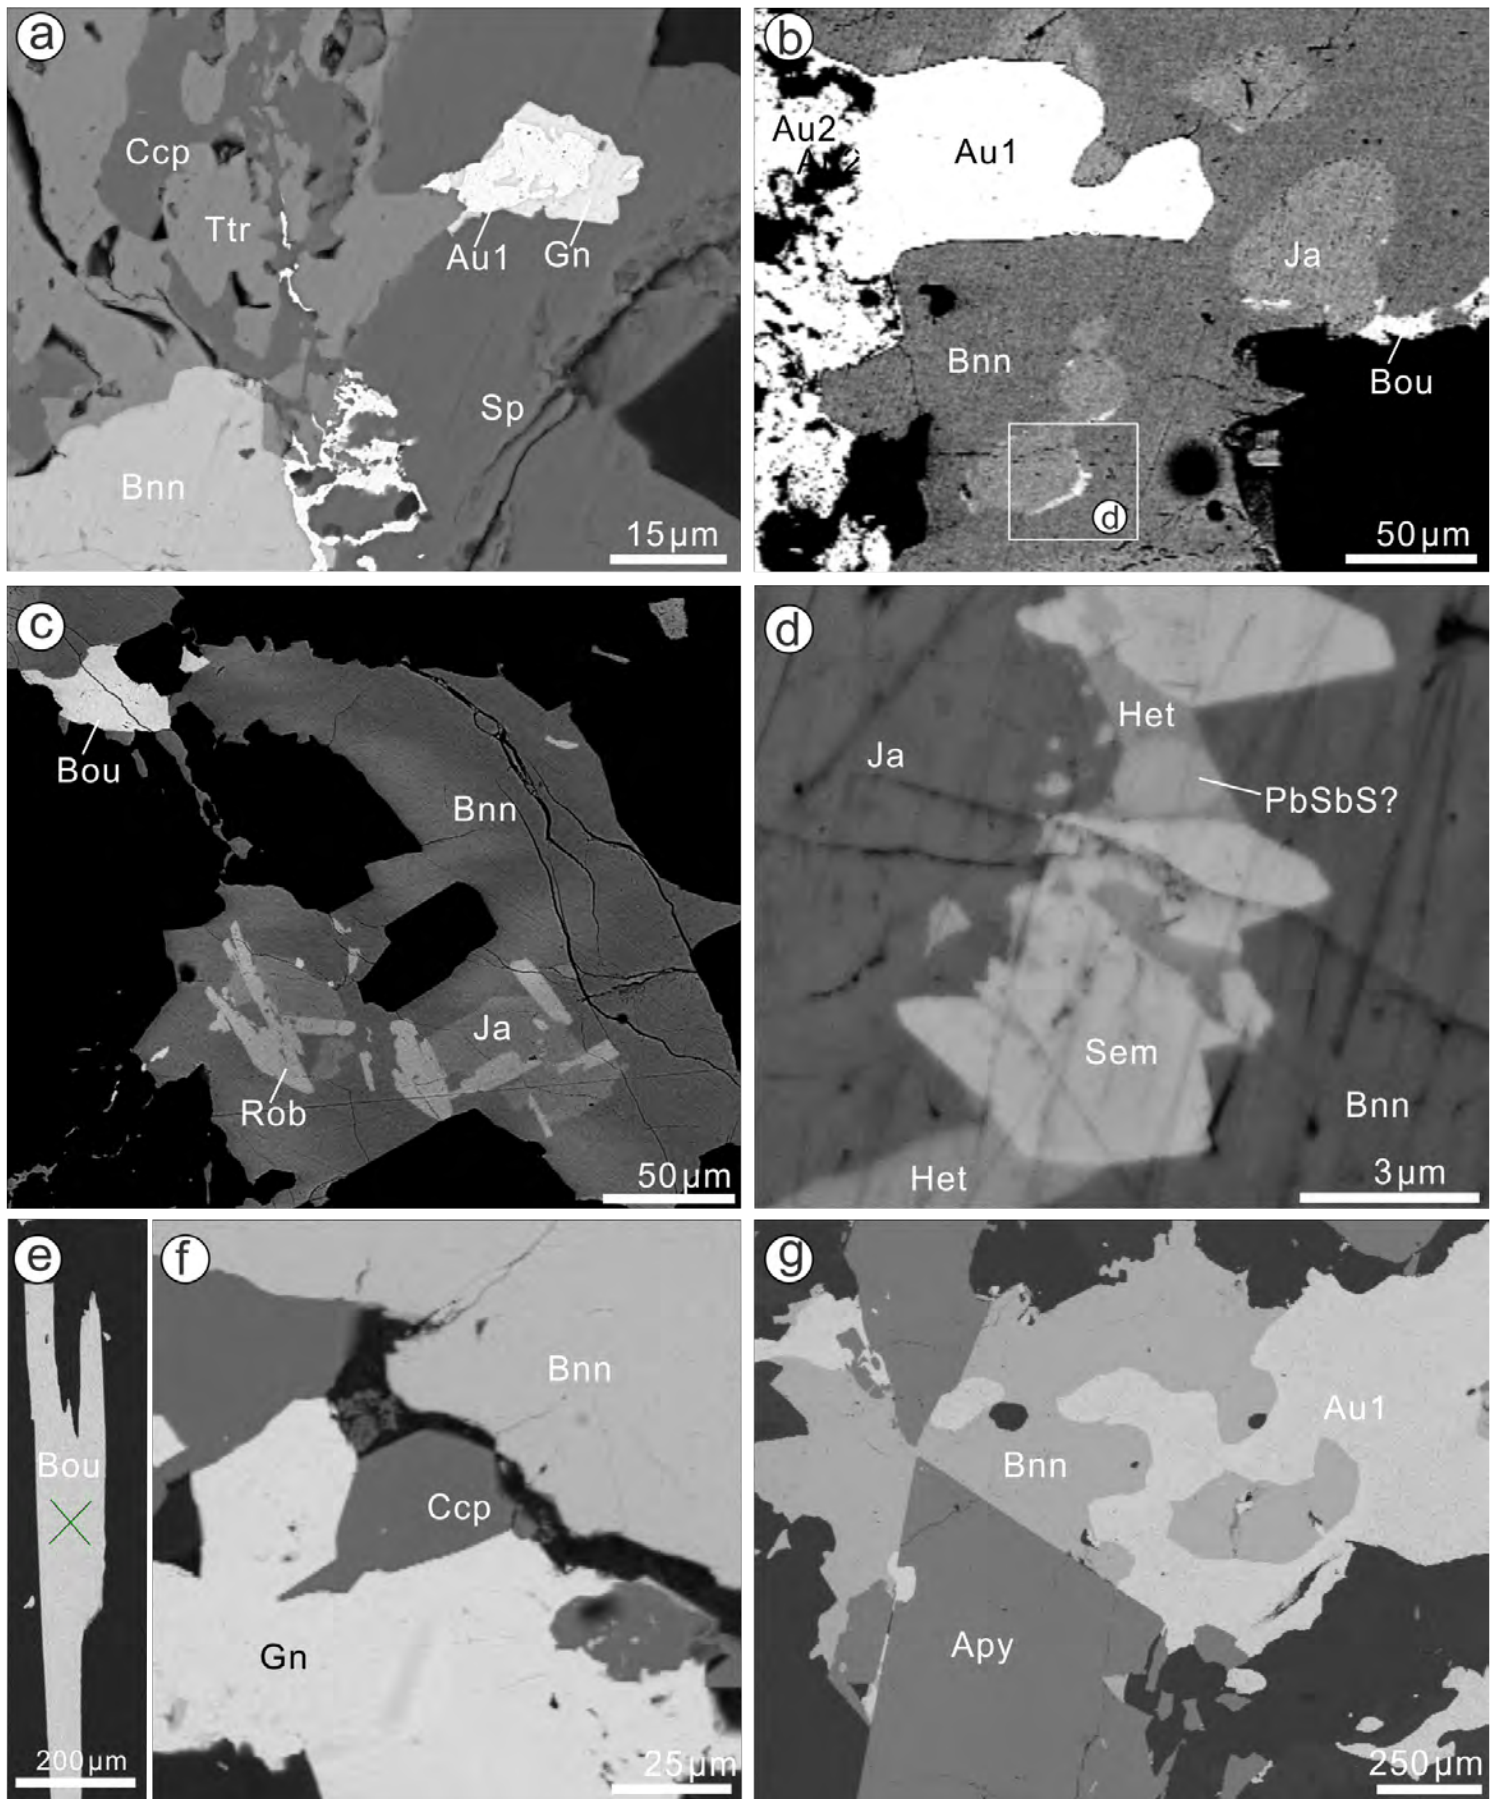 a
Ccp
Ttr
Au1
Gn
Sp
Bnn
15μm
b
Au2
Au2
Au1
Ja
Bnn
Bou
d
50μm
c
Bou
Bnn
Ja
Rob
50μm
d
Het
Ja
PbSbS?
Sem
Bnn
Het
3μm
e
Bou
200μm
f
Bnn
Ccp
Gn
25μm
g
Au1
Bnn
Apy
250μm